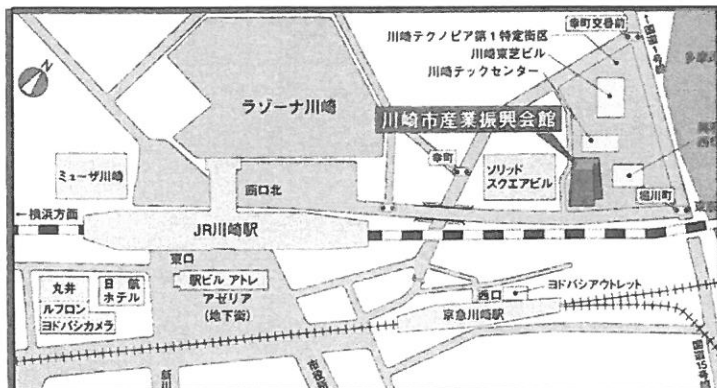 N
川崎テクノピア第1特定街区
川崎東芝ビル
川崎テックセンター
幸町交番前
ラゾーナ川崎
川崎市産業振興会館
幸町
ソリッド
スクエアビル
堀川町
ミューザ川崎
西口北
←横浜方面
JR川崎駅
東口
駅ビル アトレ
アゼリア
(地下街)
丸井
日航
ホテル
ルフロン
ヨドバシカメラ
西口
ヨドバシアウトレット
京急川崎駅
国道15号